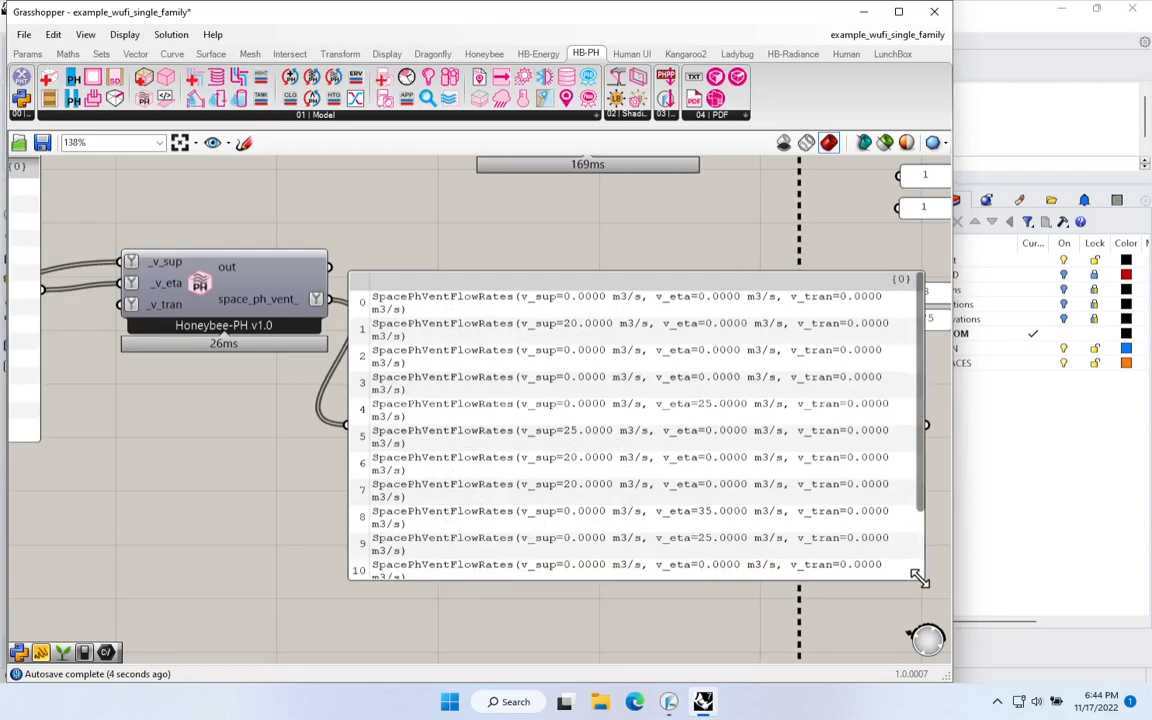 Grasshopper - example_wufi_single_family*
File Edit View Display Solution Help
example_wufi_single_family*
Params Maths Sets Vector Curve Surface Mesh Intersect Transform Display Dragonfly Honeybee HB-Energy HB-PH Human UI Kangaroo2 Ladybug HB-Radiance Human LunchBox
00 |...
01 | Model
02 | Shadi...
03 |...
04 | PDF
138%
{0}
169ms
1
1
_v_sup
out
_v_eta
space_ph_vent_
_v_tran
Honeybee-PH v1.0
26ms
{0}
0 SpacePhVentFlowRates(v_sup=0.0000 m3/s, v_eta=0.0000 m3/s, v_tran=0.0000
m3/s)
1 SpacePhVentFlowRates(v_sup=20.0000 m3/s, v_eta=0.0000 m3/s, v_tran=0.0000
m3/s)
2 SpacePhVentFlowRates(v_sup=0.0000 m3/s, v_eta=0.0000 m3/s, v_tran=0.0000
m3/s)
3 SpacePhVentFlowRates(v_sup=0.0000 m3/s, v_eta=0.0000 m3/s, v_tran=0.0000
m3/s)
4 SpacePhVentFlowRates(v_sup=0.0000 m3/s, v_eta=25.0000 m3/s, v_tran=0.0000
m3/s)
5 SpacePhVentFlowRates(v_sup=25.0000 m3/s, v_eta=0.0000 m3/s, v_tran=0.0000
m3/s)
6 SpacePhVentFlowRates(v_sup=20.0000 m3/s, v_eta=0.0000 m3/s, v_tran=0.0000
m3/s)
7 SpacePhVentFlowRates(v_sup=20.0000 m3/s, v_eta=0.0000 m3/s, v_tran=0.0000
m3/s)
8 SpacePhVentFlowRates(v_sup=0.0000 m3/s, v_eta=35.0000 m3/s, v_tran=0.0000
m3/s)
9 SpacePhVentFlowRates(v_sup=0.0000 m3/s, v_eta=25.0000 m3/s, v_tran=0.0000
m3/s)
10 SpacePhVentFlowRates(v_sup=0.0000 m3/s, v_eta=0.0000 m3/s, v_tran=0.0000
m3/s)
Cur... On Lock Color
Autosave complete (4 seconds ago)
1.0.0007
Search
6:44 PM
11/17/2022